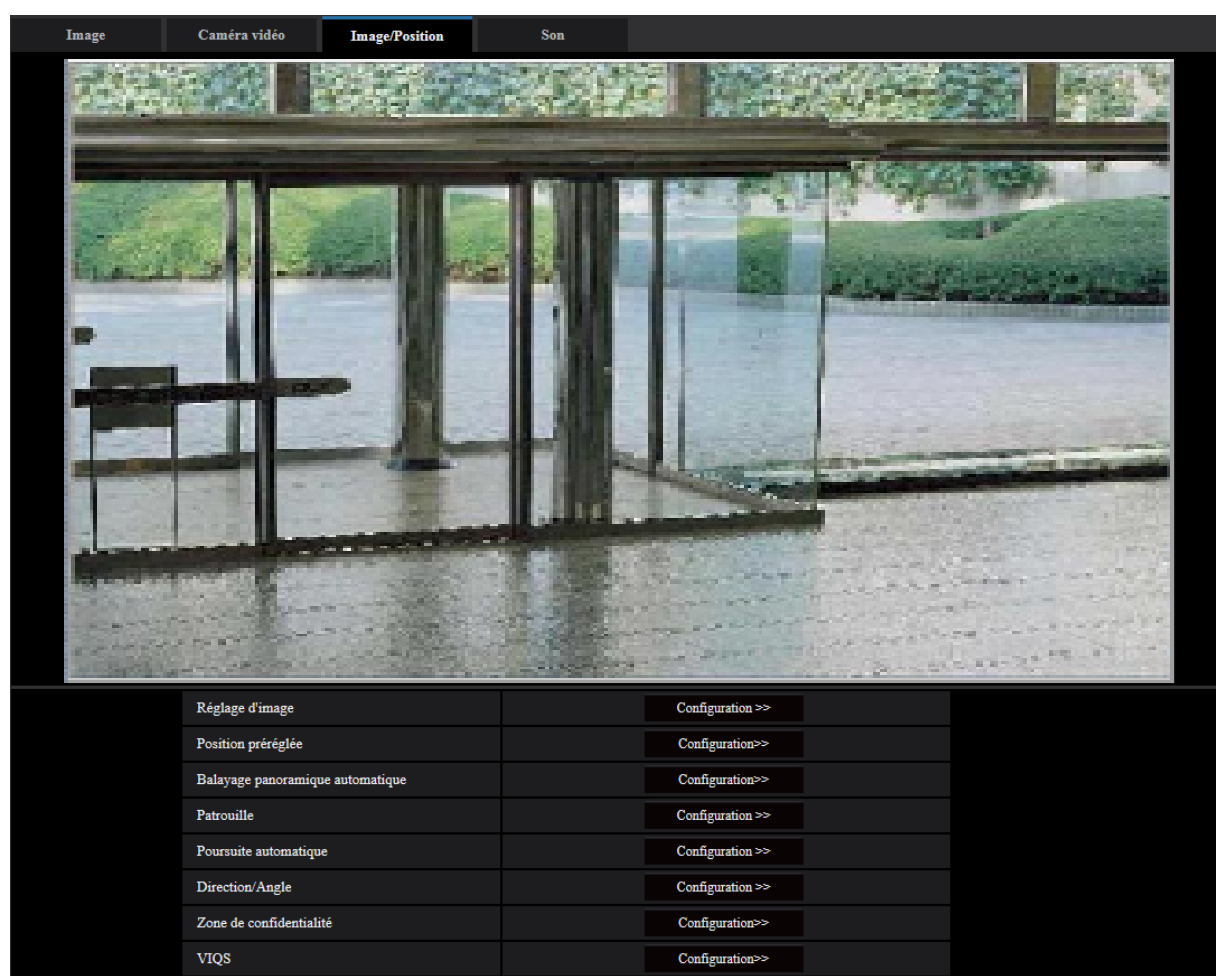 Image Caméra vidéo Image/Position Son
Réglage d'image Configuration >>
Position préréglée Configuration>>
Balayage panoramique automatique Configuration>>
Patrouille Configuration >>
Poursuite automatique Configuration >>
Direction/Angle Configuration >>
Zone de confidentialité Configuration>>
VIQS Configuration>>